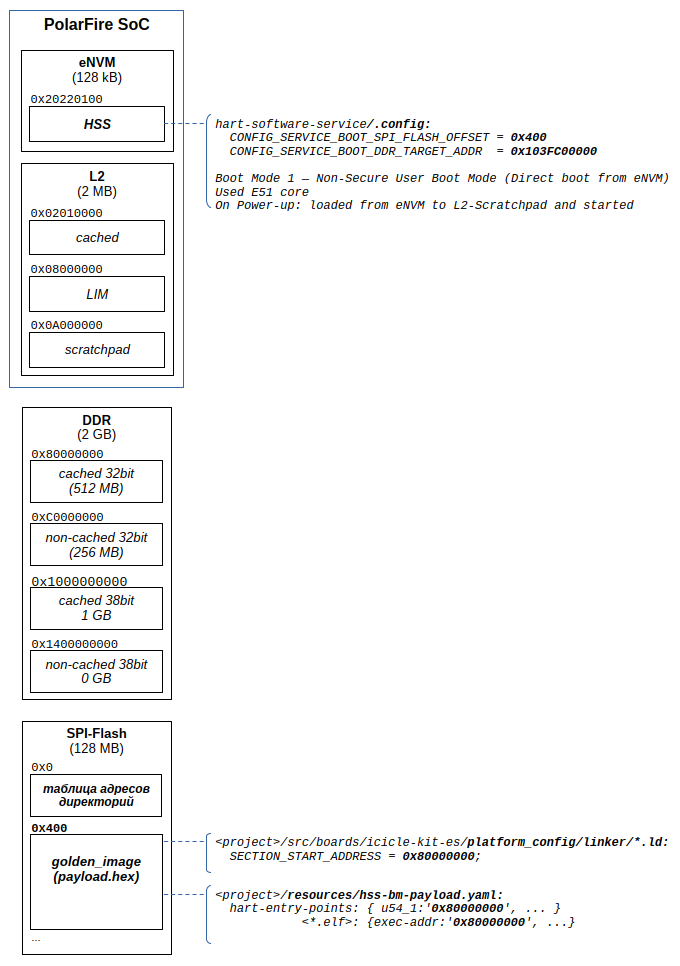 PolarFire SoC
eNVM
(128 kB)
0x20220100
HSS
hart-software-service/.config:
CONFIG_SERVICE_BOOT_SPI_FLASH_OFFSET = 0x400
CONFIG_SERVICE_BOOT_DDR_TARGET_ADDR  = 0x103FC00000
Boot Mode 1 — Non-Secure User Boot Mode (Direct boot from eNVM)
Used E51 core
On Power-up: loaded from eNVM to L2-Scratchpad and started
L2
(2 MB)
0x02010000
cached
0x08000000
LIM
0x0A000000
scratchpad
DDR
(2 GB)
0x80000000
cached 32bit
(512 MB)
0xC0000000
non-cached 32bit
(256 MB)
0x1000000000
cached 38bit
1 GB
0x1400000000
non-cached 38bit
0 GB
SPI-Flash
(128 MB)
0x0
таблица адресов
директорий
0x400
golden_image
(payload.hex)
...
<project>/src/boards/icicle-kit-es/platform_config/linker/*.ld:
SECTION_START_ADDRESS = 0x80000000;
<project>/resources/hss-bm-payload.yaml:
hart-entry-points: { u54_1:'0x80000000', ... }
<*.elf>: {exec-addr:'0x80000000', ...}